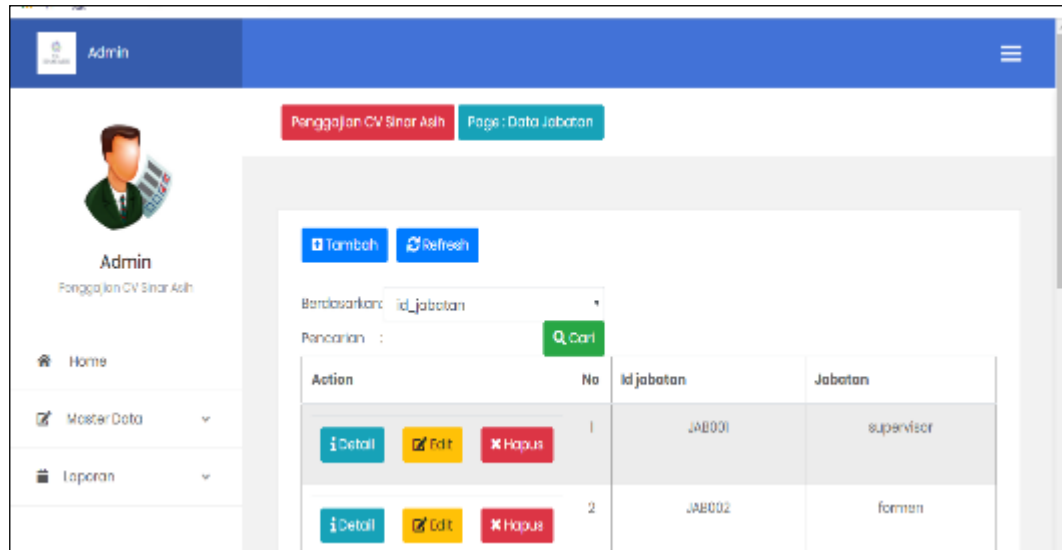 Admin
Penggajian CV Sinar Asih
Page : Data Jabatan
Admin
Penggajian CV Sinar Asih
Home
Master Data
Laporan
Tambah
Refresh
Berdasarkan: id_jabatan
Pencarian :
Cari
Action No Id jabatan Jabatan
Detail Edit Hapus 1 JAB001 supervisor
Detail Edit Hapus 2 JAB002 formen